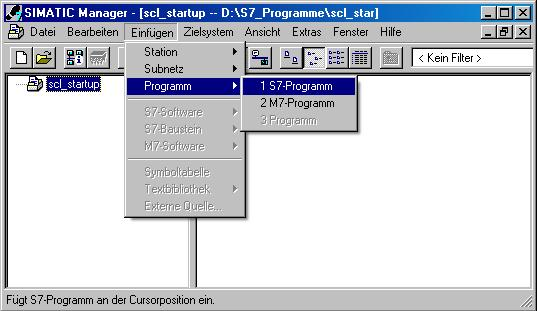 SIMATIC Manager - [scl_startup -- D:\S7_Programme\scl_star]
Datei Bearbeiten Einfügen Zielsystem Ansicht Extras Fenster Hilfe
< Kein Filter >
scl_startup
Station
Subnetz
Programm
S7-Software
S7-Baustein
M7-Software
Symboltabelle
Textbibliothek
Externe Quelle...
1 S7-Programm
2 M7-Programm
3 Programm
Fügt S7-Programm an der Cursorposition ein.